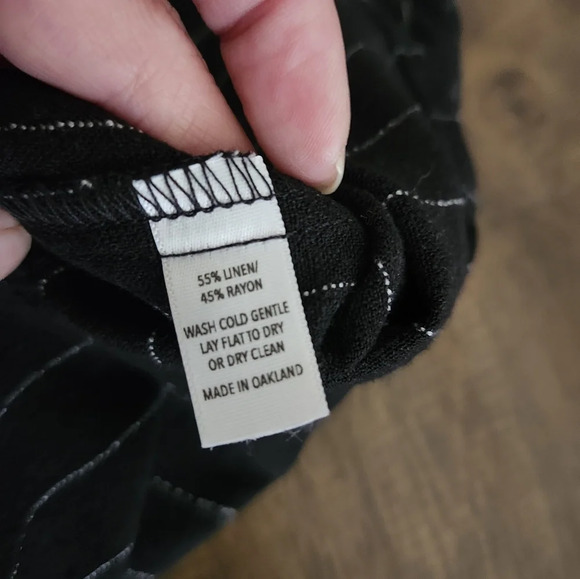 55% LINEN/
45% RAYON
WASH COLD GENTLE
LAY FLAT TO DRY
OR DRY CLEAN
MADE IN OAKLAND